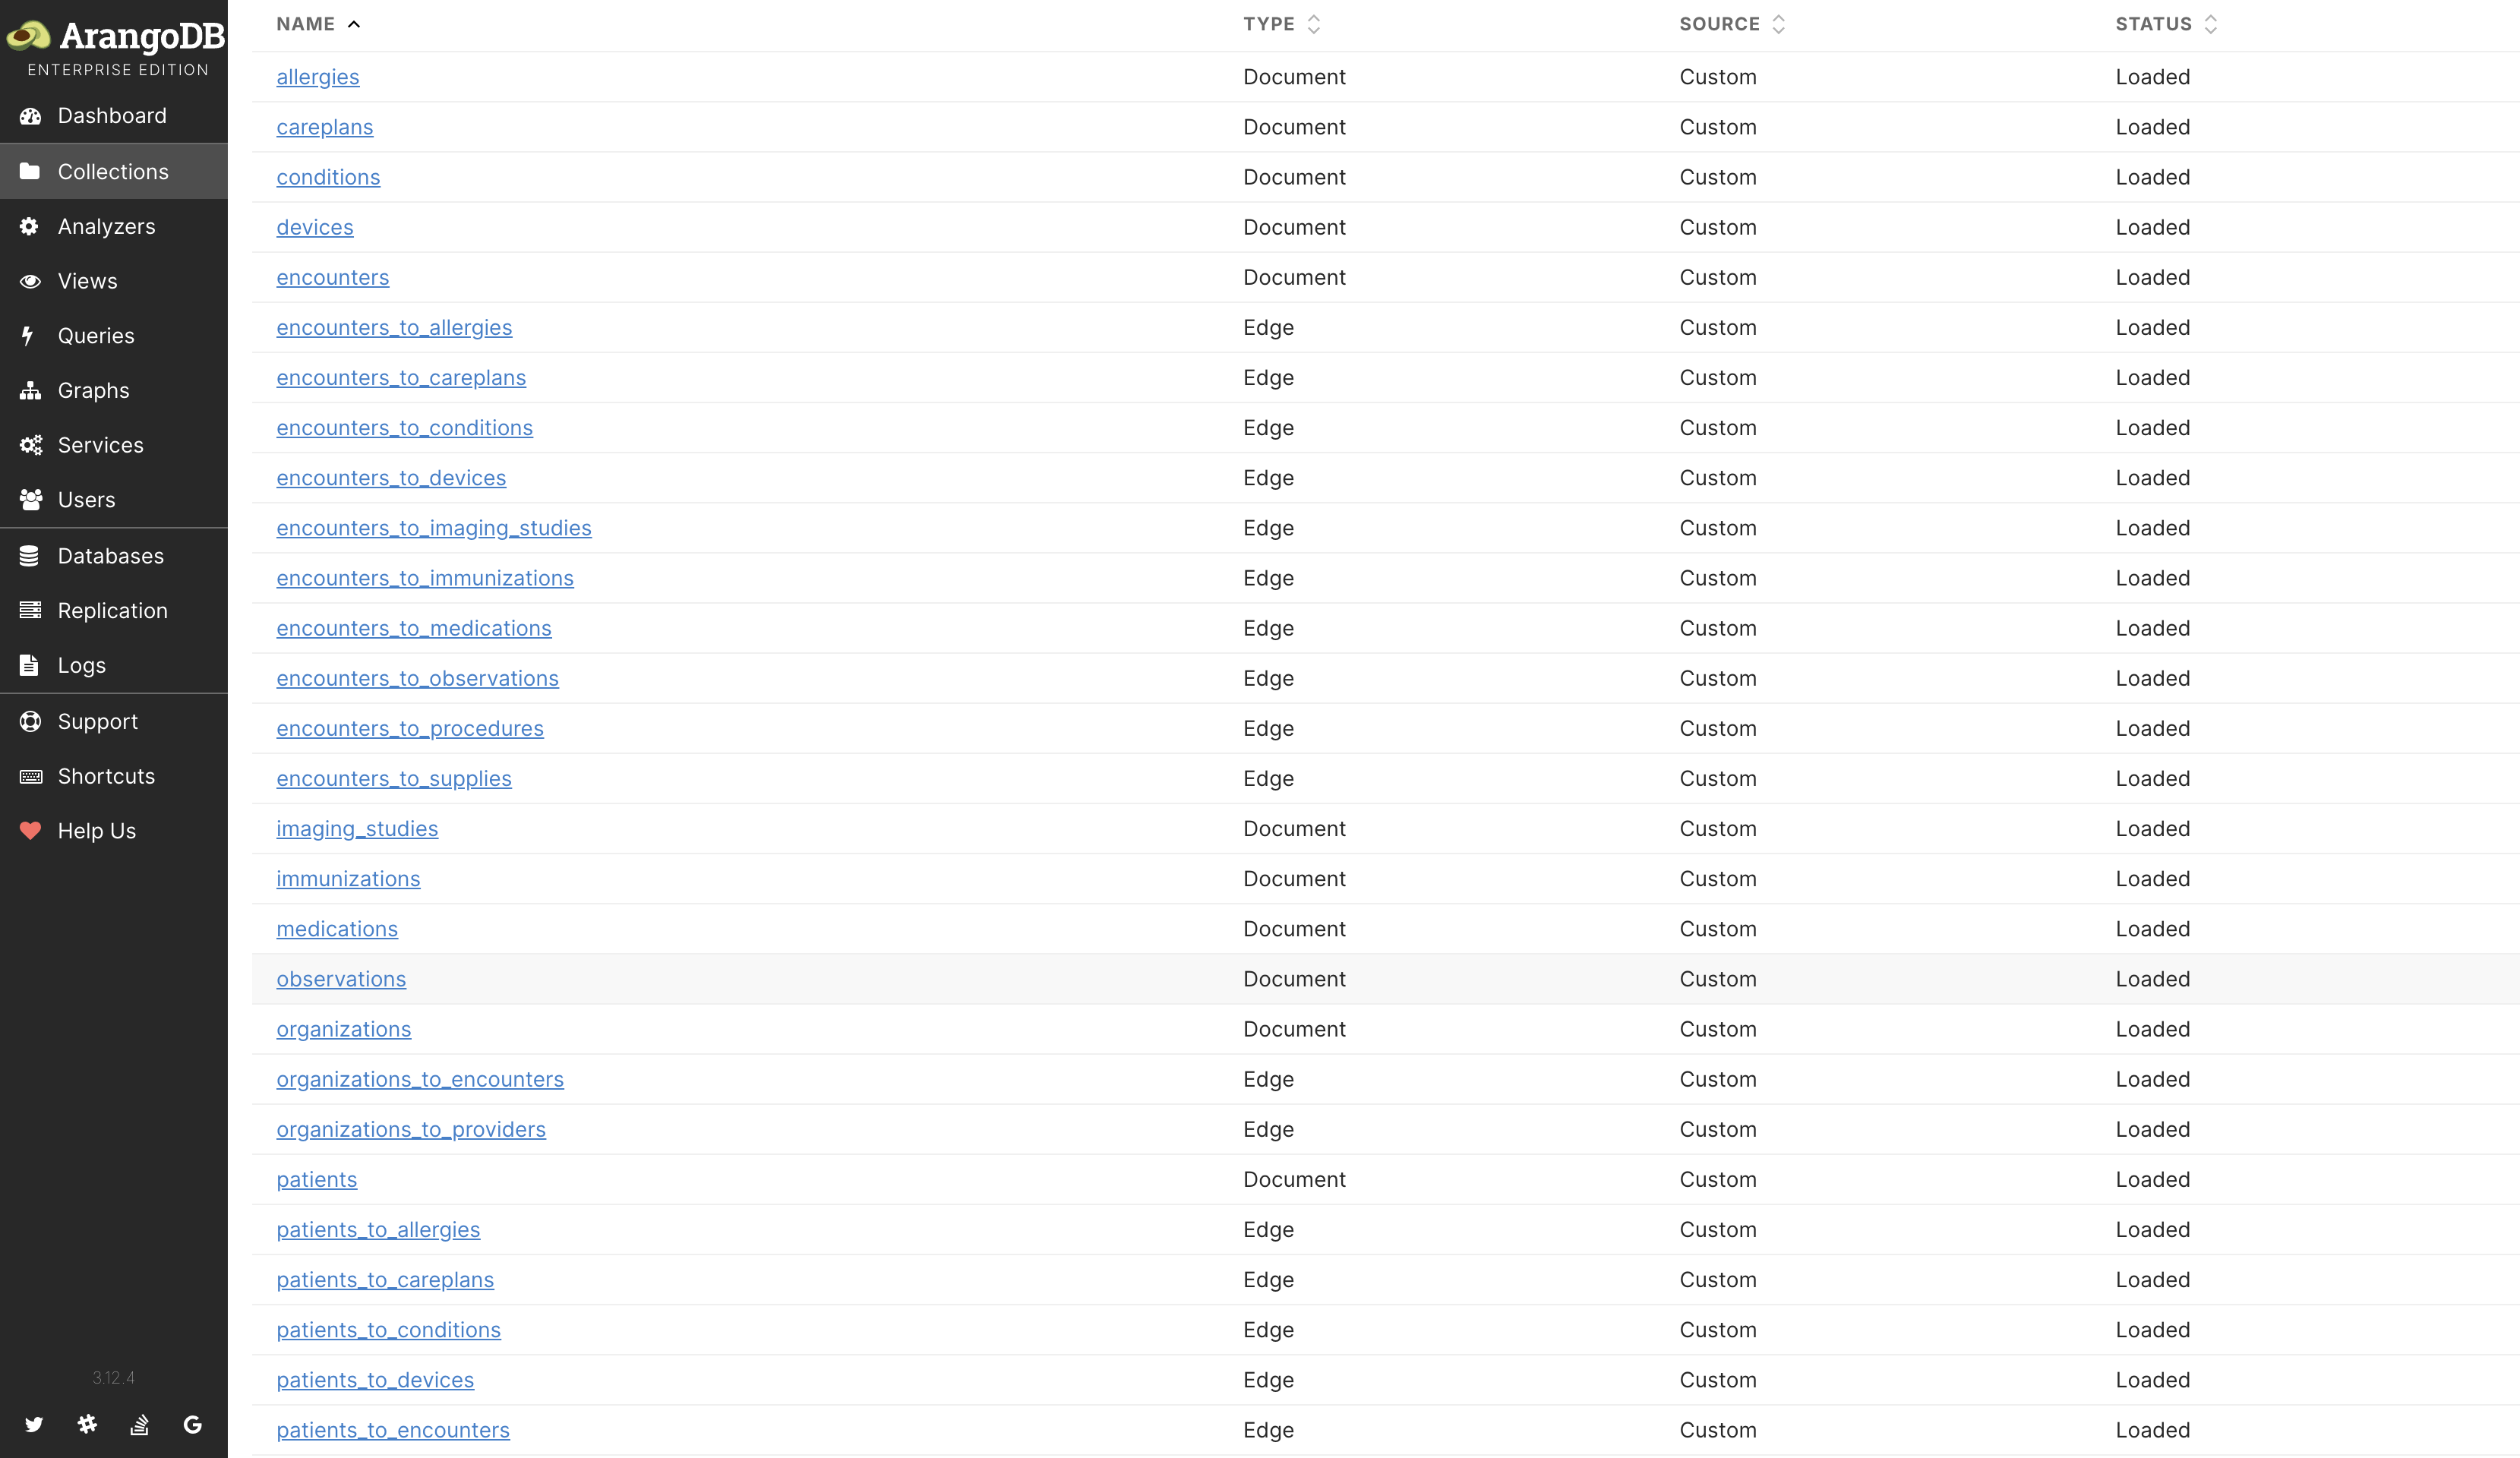 ArangoDB
ENTERPRISE EDITION
Dashboard
Collections
Analyzers
Views
Queries
Graphs
Services
Users
Databases
Replication
Logs
Support
Shortcuts
Help Us
3.12.4
NAME TYPE SOURCE STATUS
allergies Document Custom Loaded
careplans Document Custom Loaded
conditions Document Custom Loaded
devices Document Custom Loaded
encounters Document Custom Loaded
encounters_to_allergies Edge Custom Loaded
encounters_to_careplans Edge Custom Loaded
encounters_to_conditions Edge Custom Loaded
encounters_to_devices Edge Custom Loaded
encounters_to_imaging_studies Edge Custom Loaded
encounters_to_immunizations Edge Custom Loaded
encounters_to_medications Edge Custom Loaded
encounters_to_observations Edge Custom Loaded
encounters_to_procedures Edge Custom Loaded
encounters_to_supplies Edge Custom Loaded
imaging_studies Document Custom Loaded
immunizations Document Custom Loaded
medications Document Custom Loaded
observations Document Custom Loaded
organizations Document Custom Loaded
organizations_to_encounters Edge Custom Loaded
organizations_to_providers Edge Custom Loaded
patients Document Custom Loaded
patients_to_allergies Edge Custom Loaded
patients_to_careplans Edge Custom Loaded
patients_to_conditions Edge Custom Loaded
patients_to_devices Edge Custom Loaded
patients_to_encounters Edge Custom Loaded